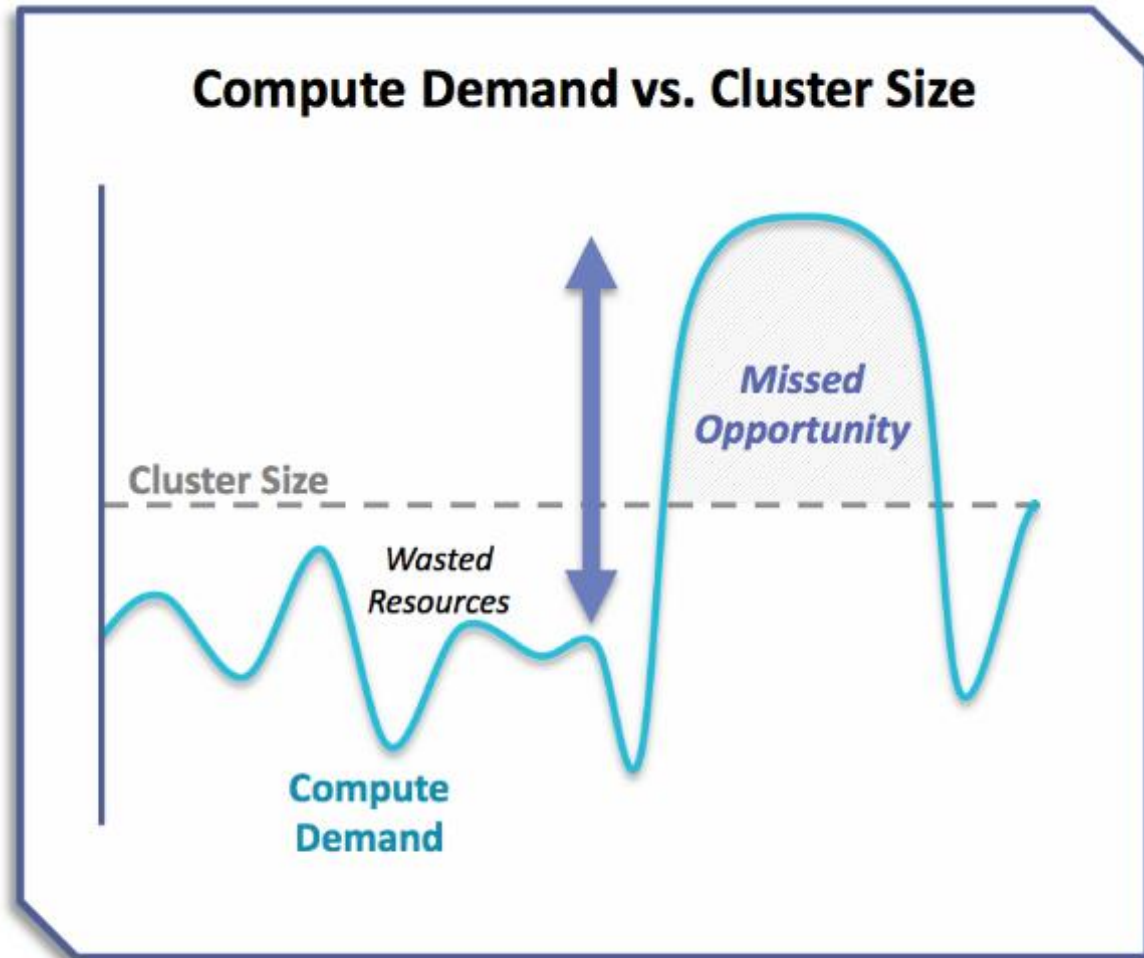 Compute Demand vs. Cluster Size
Missed
Opportunity
Cluster Size
Wasted
Resources
Compute
Demand